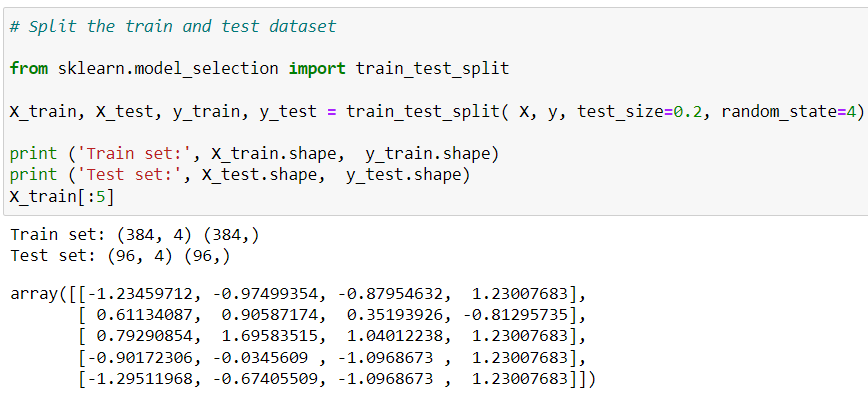 # Split the train and test dataset
from sklearn.model_selection import train_test_split
X_train, X_test, y_train, y_test = train_test_split( X, y, test_size=0.2, random_state=4)
print ('Train set:', X_train.shape,  y_train.shape)
print ('Test set:', X_test.shape,  y_test.shape)
X_train[:5]
Train set: (384, 4) (384,)
Test set: (96, 4) (96,)
array([[-1.23459712, -0.97499354, -0.87954632,  1.23007683],
       [ 0.61134087,  0.90587174,  0.35193926, -0.81295735],
       [ 0.79290854,  1.69583515,  1.04012238,  1.23007683],
       [-0.90172306, -0.0345609 , -1.0968673 ,  1.23007683],
       [-1.29511968, -0.67405509, -1.0968673 ,  1.23007683]])